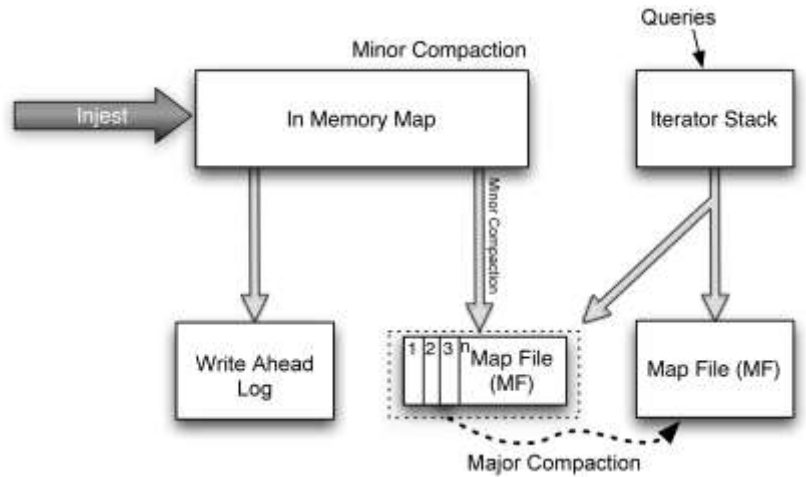 Queries
Minor Compaction
Injest
In Memory Map
Iterator Stack
Minor Compaction
Write Ahead
Log
1 2 3 n
Map File
(MF)
Map File (MF)
Major Compaction